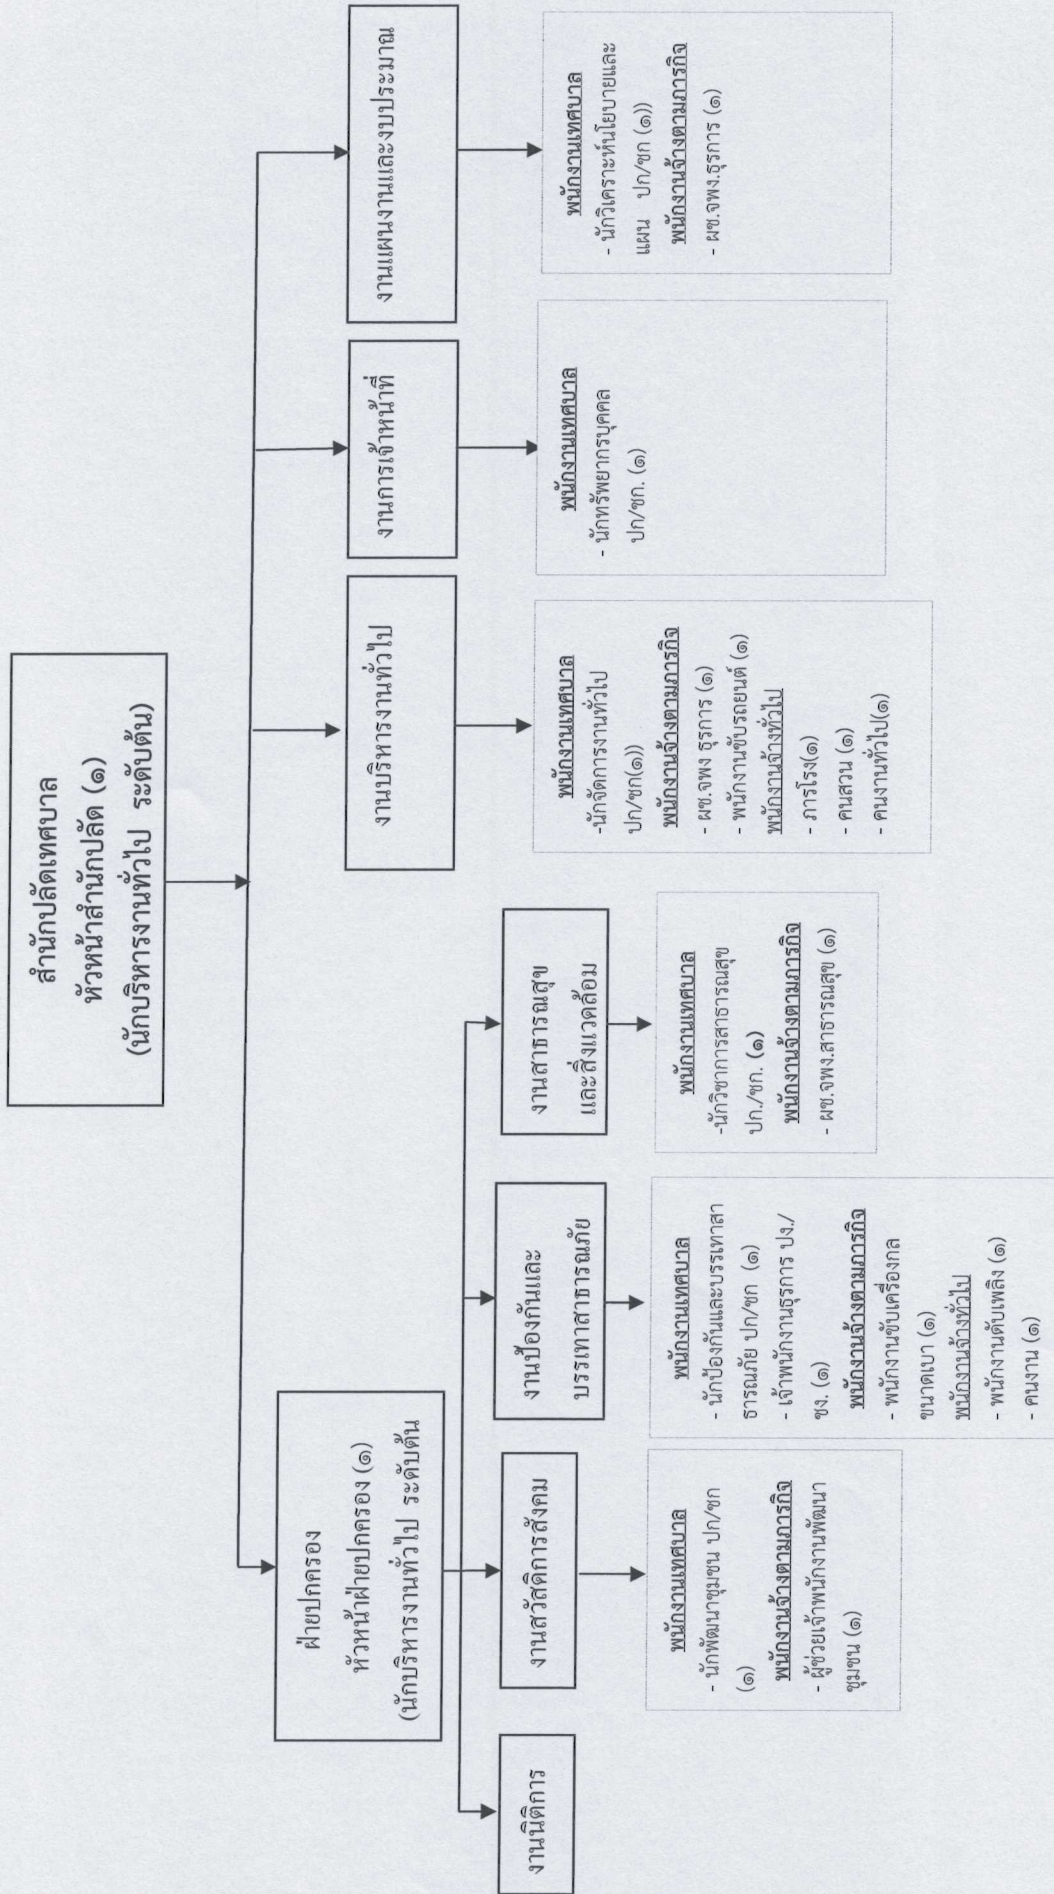 สำนักปลัดเทศบาล
หัวหน้าสำนักปลัด (๑)
(นักบริหารงานทั่วไป ระดับต้น)
ฝ่ายปกครอง
หัวหน้าฝ่ายปกครอง (๑)
(นักบริหารงานทั่วไป ระดับต้น
งานนิติการ
งานสวัสดิการสังคม
พนักงานเทศบาล
- นักพัฒนาชุมชน ปก/ชก
(๑)
พนักงานจ้างตามภารกิจ
- ผู้ช่วยเจ้าพนักงานพัฒนา
ชุมชน (๑)
งานป้องกันและ
บรรเทาสาธารณภัย
พนักงานเทศบาล
- นักป้องกันและบรรเทาสา
ธารณภัย ปก/ชก (๑)
- เจ้าพนักงานธุรการ ปง./
ชง. (๑)
พนักงานจ้างตามภารกิจ
- พนักงานขับเครื่องกล
ขนาดเบา (๑)
พนักงานจ้างทั่วไป
- พนักงานดับเพลิง (๑)
- คนงาน (๑)
งานสาธารณสุข
และสิ่งแวดล้อม
พนักงานเทศบาล
-นักวิชาการสาธารณสุข
ปก./ชก. (๑)
พนักงานจ้างตามภารกิจ
- ผช.จพง.สาธารณสุข (๑)
งานบริหารงานทั่วไป
พนักงานเทศบาล
-นักจัดการงานทั่วไป
ปก/ชก(๑))
พนักงานจ้างตามภารกิจ
- ผช.จพง ธุรการ (๑)
- พนักงานขับรถยนต์ (๑)
พนักงานจ้างทั่วไป
- ภารโรง(๑)
- คนสวน (๑)
- คนงานทั่วไป(๑)
งานการเจ้าหน้าที่
พนักงานเทศบาล
- นักทรัพยากรบุคคล
ปก/ชก. (๑)
งานแผนงานและงบประมาณ
พนักงานเทศบาล
- นักวิเคราะห์นโยบายและ
แผน ปก/ชก (๑))
พนักงานจ้างตามภารกิจ
- ผช.จพง.ธุรการ (๑)